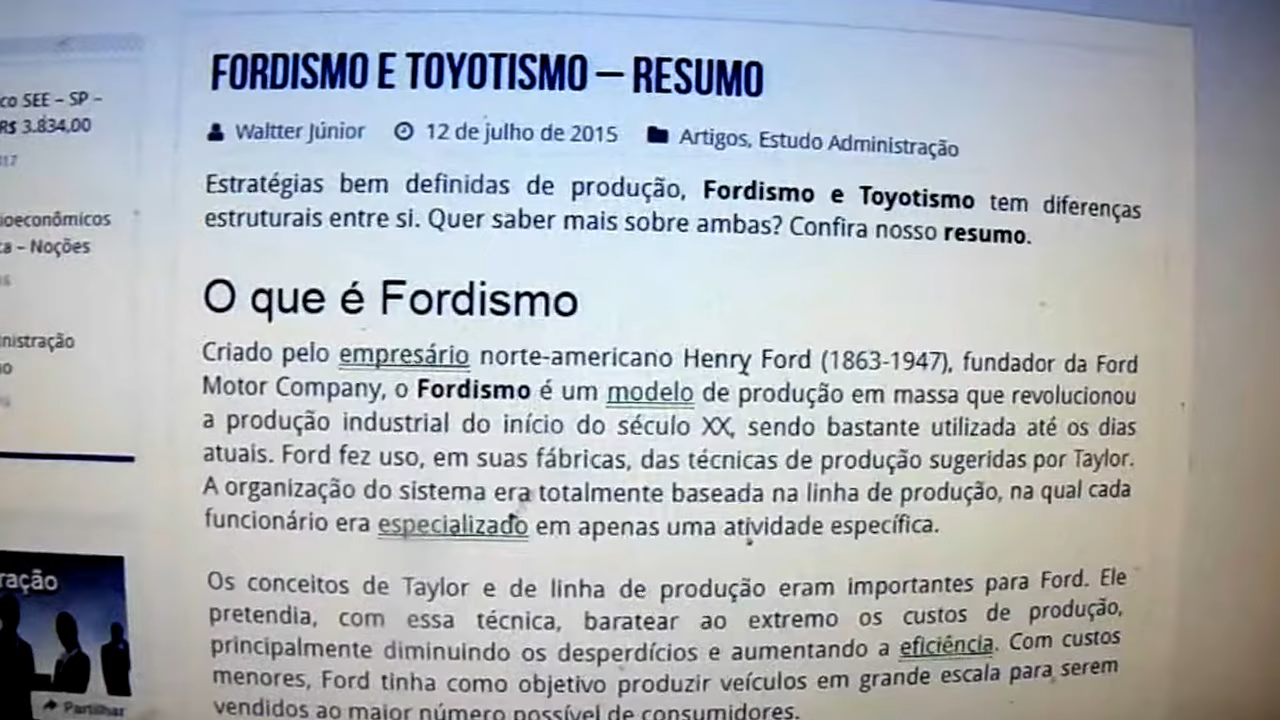 FORDISMO E TOYOTISMO – RESUMO
Waltter Júnior 12 de julho de 2015 Artigos, Estudo Administração
Estratégias bem definidas de produção, Fordismo e Toyotismo tem diferenças
estruturais entre si. Quer saber mais sobre ambas? Confira nosso resumo.
O que é Fordismo
Criado pelo empresário norte-americano Henry Ford (1863-1947), fundador da Ford
Motor Company, o Fordismo é um modelo de produção em massa que revolucionou
a produção industrial do início do século XX, sendo bastante utilizada até os dias
atuais. Ford fez uso, em suas fábricas, das técnicas de produção sugeridas por Taylor.
A organização do sistema era totalmente baseada na linha de produção, na qual cada
funcionário era especializado em apenas uma atividade específica.
Os conceitos de Taylor e de linha de produção eram importantes para Ford. Ele
pretendia, com essa técnica, baratear ao extremo os custos de produção,
principalmente diminuindo os desperdícios e aumentando a eficiência. Com custos
menores, Ford tinha como objetivo produzir veículos em grande escala para serem
vendidos ao maior número possível de consumidores.
co SEE – SP –
R$ 3.834,00
17
ioeconômicos
ca – Noções
nistração
o
ração
Partilhar